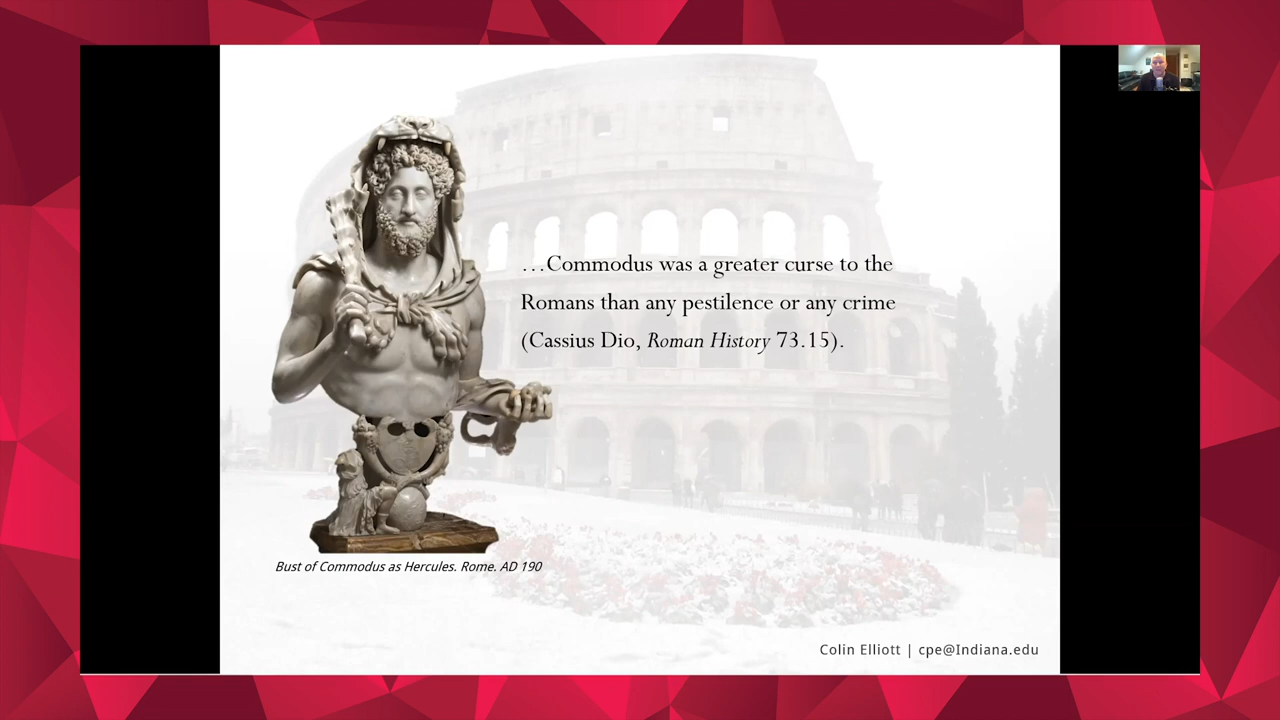 …Commodus was a greater curse to the
Romans than any pestilence or any crime
(Cassius Dio, Roman History 73.15).
Bust of Commodus as Hercules. Rome. AD 190
Colin Elliott | cpe@Indiana.edu